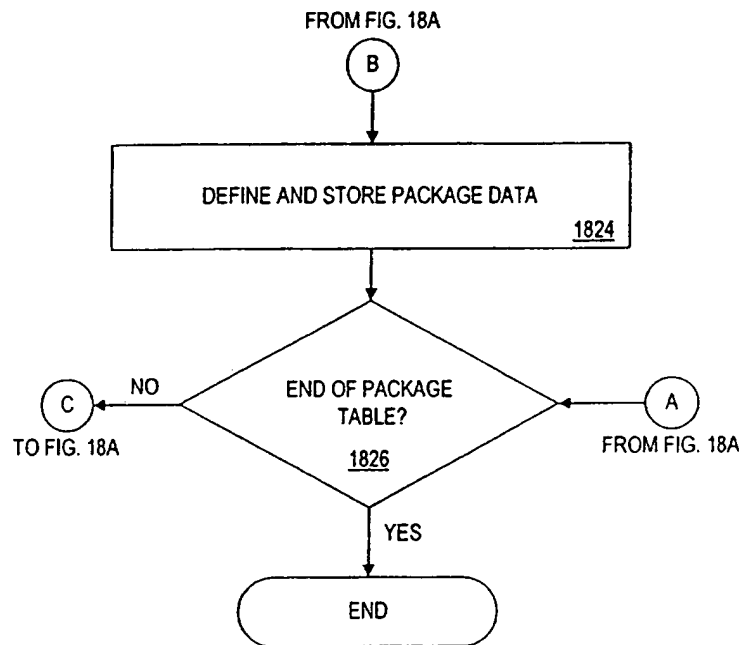 FROM FIG. 18A
B
DEFINE AND STORE PACKAGE DATA
1824
END OF PACKAGE
TABLE?
1826
NO
C
TO FIG. 18A
A
FROM FIG. 18A
YES
END